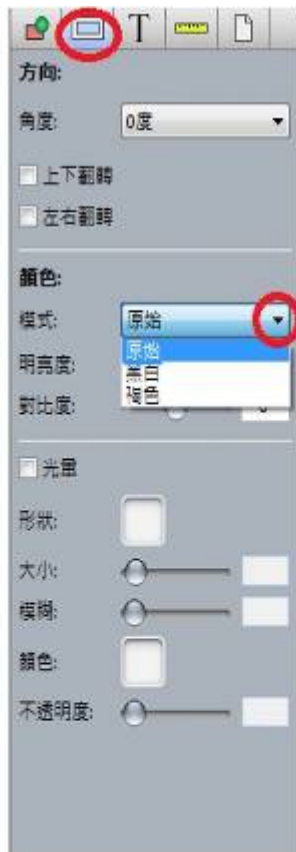 T
方向:
角度: 0度
上下翻轉
左右翻轉
顏色:
模式: 原始
原始
明亮度: 黑白
褐色
對比度:
光暈
形狀:
大小:
模糊:
顏色:
不透明度: